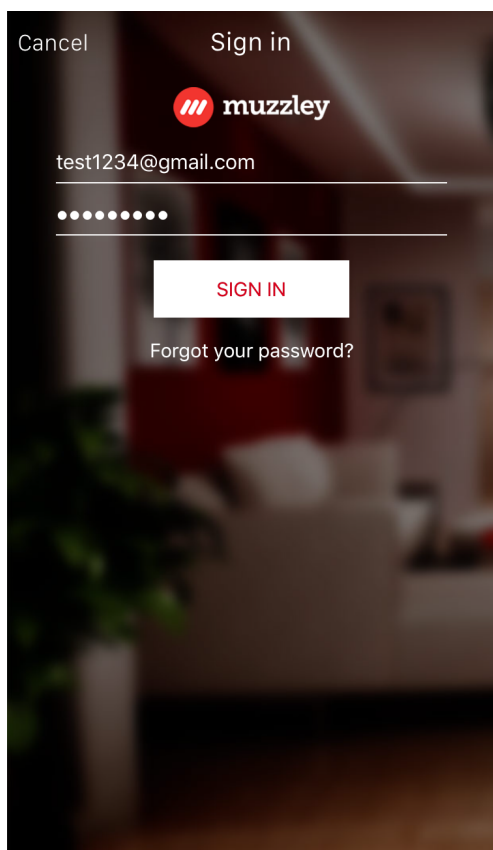 Cancel Sign in
muzzley
test1234@gmail.com
•••••••••
SIGN IN
Forgot your password?